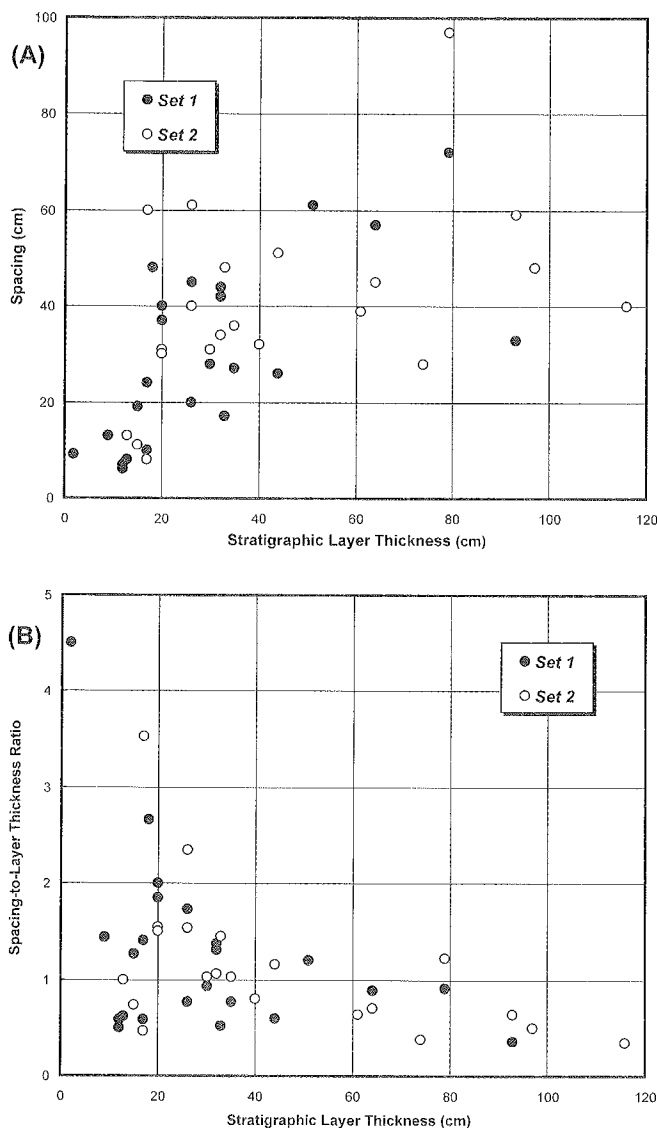 (A)
100
80
60
40
20
0
Spacing (cm)
Set 1
Set 2
0 20 40 60 80 100 120
Stratigraphic Layer Thickness (cm)
(B)
5
4
3
2
1
0
Spacing-to-Layer Thickness Ratio
Set 1
Set 2
0 20 40 60 80 100 120
Stratigraphic Layer Thickness (cm)